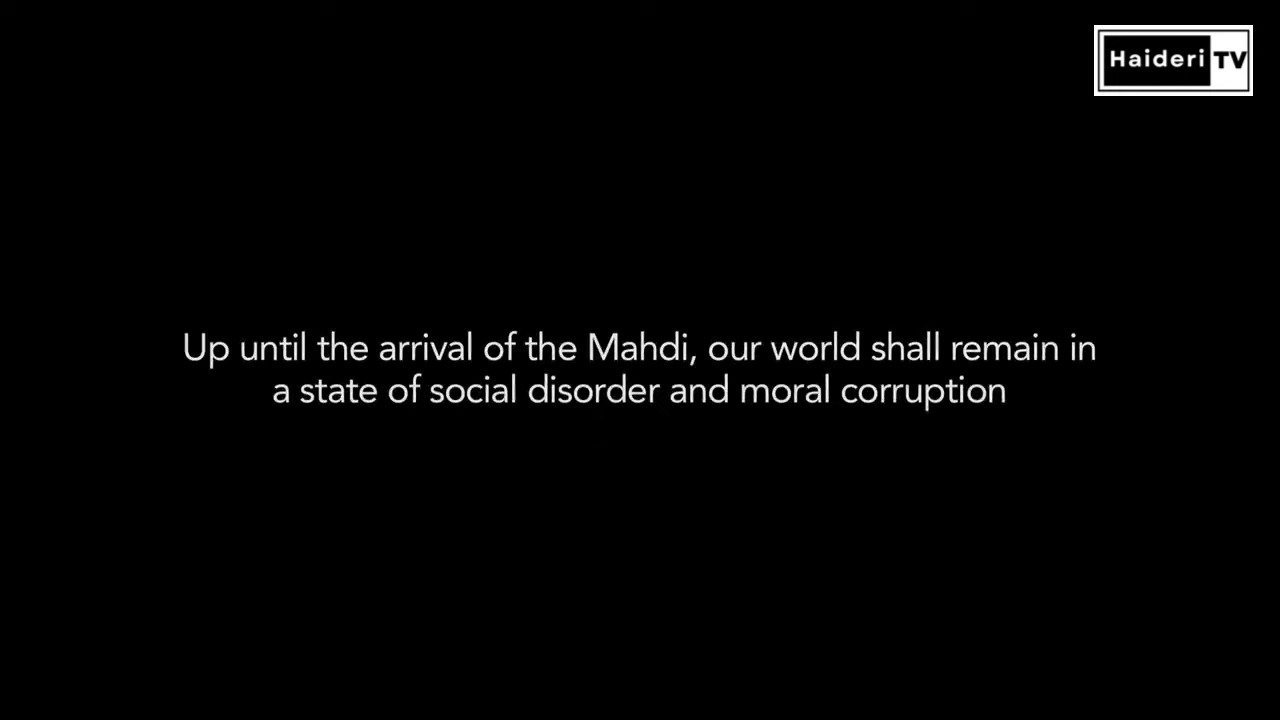 Haideri TV
Up until the arrival of the Mahdi, our world shall remain in
a state of social disorder and moral corruption